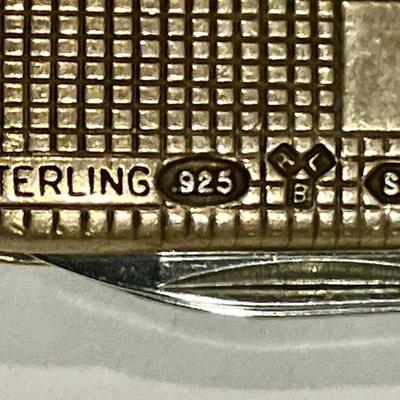 TERLING .925 R L B S